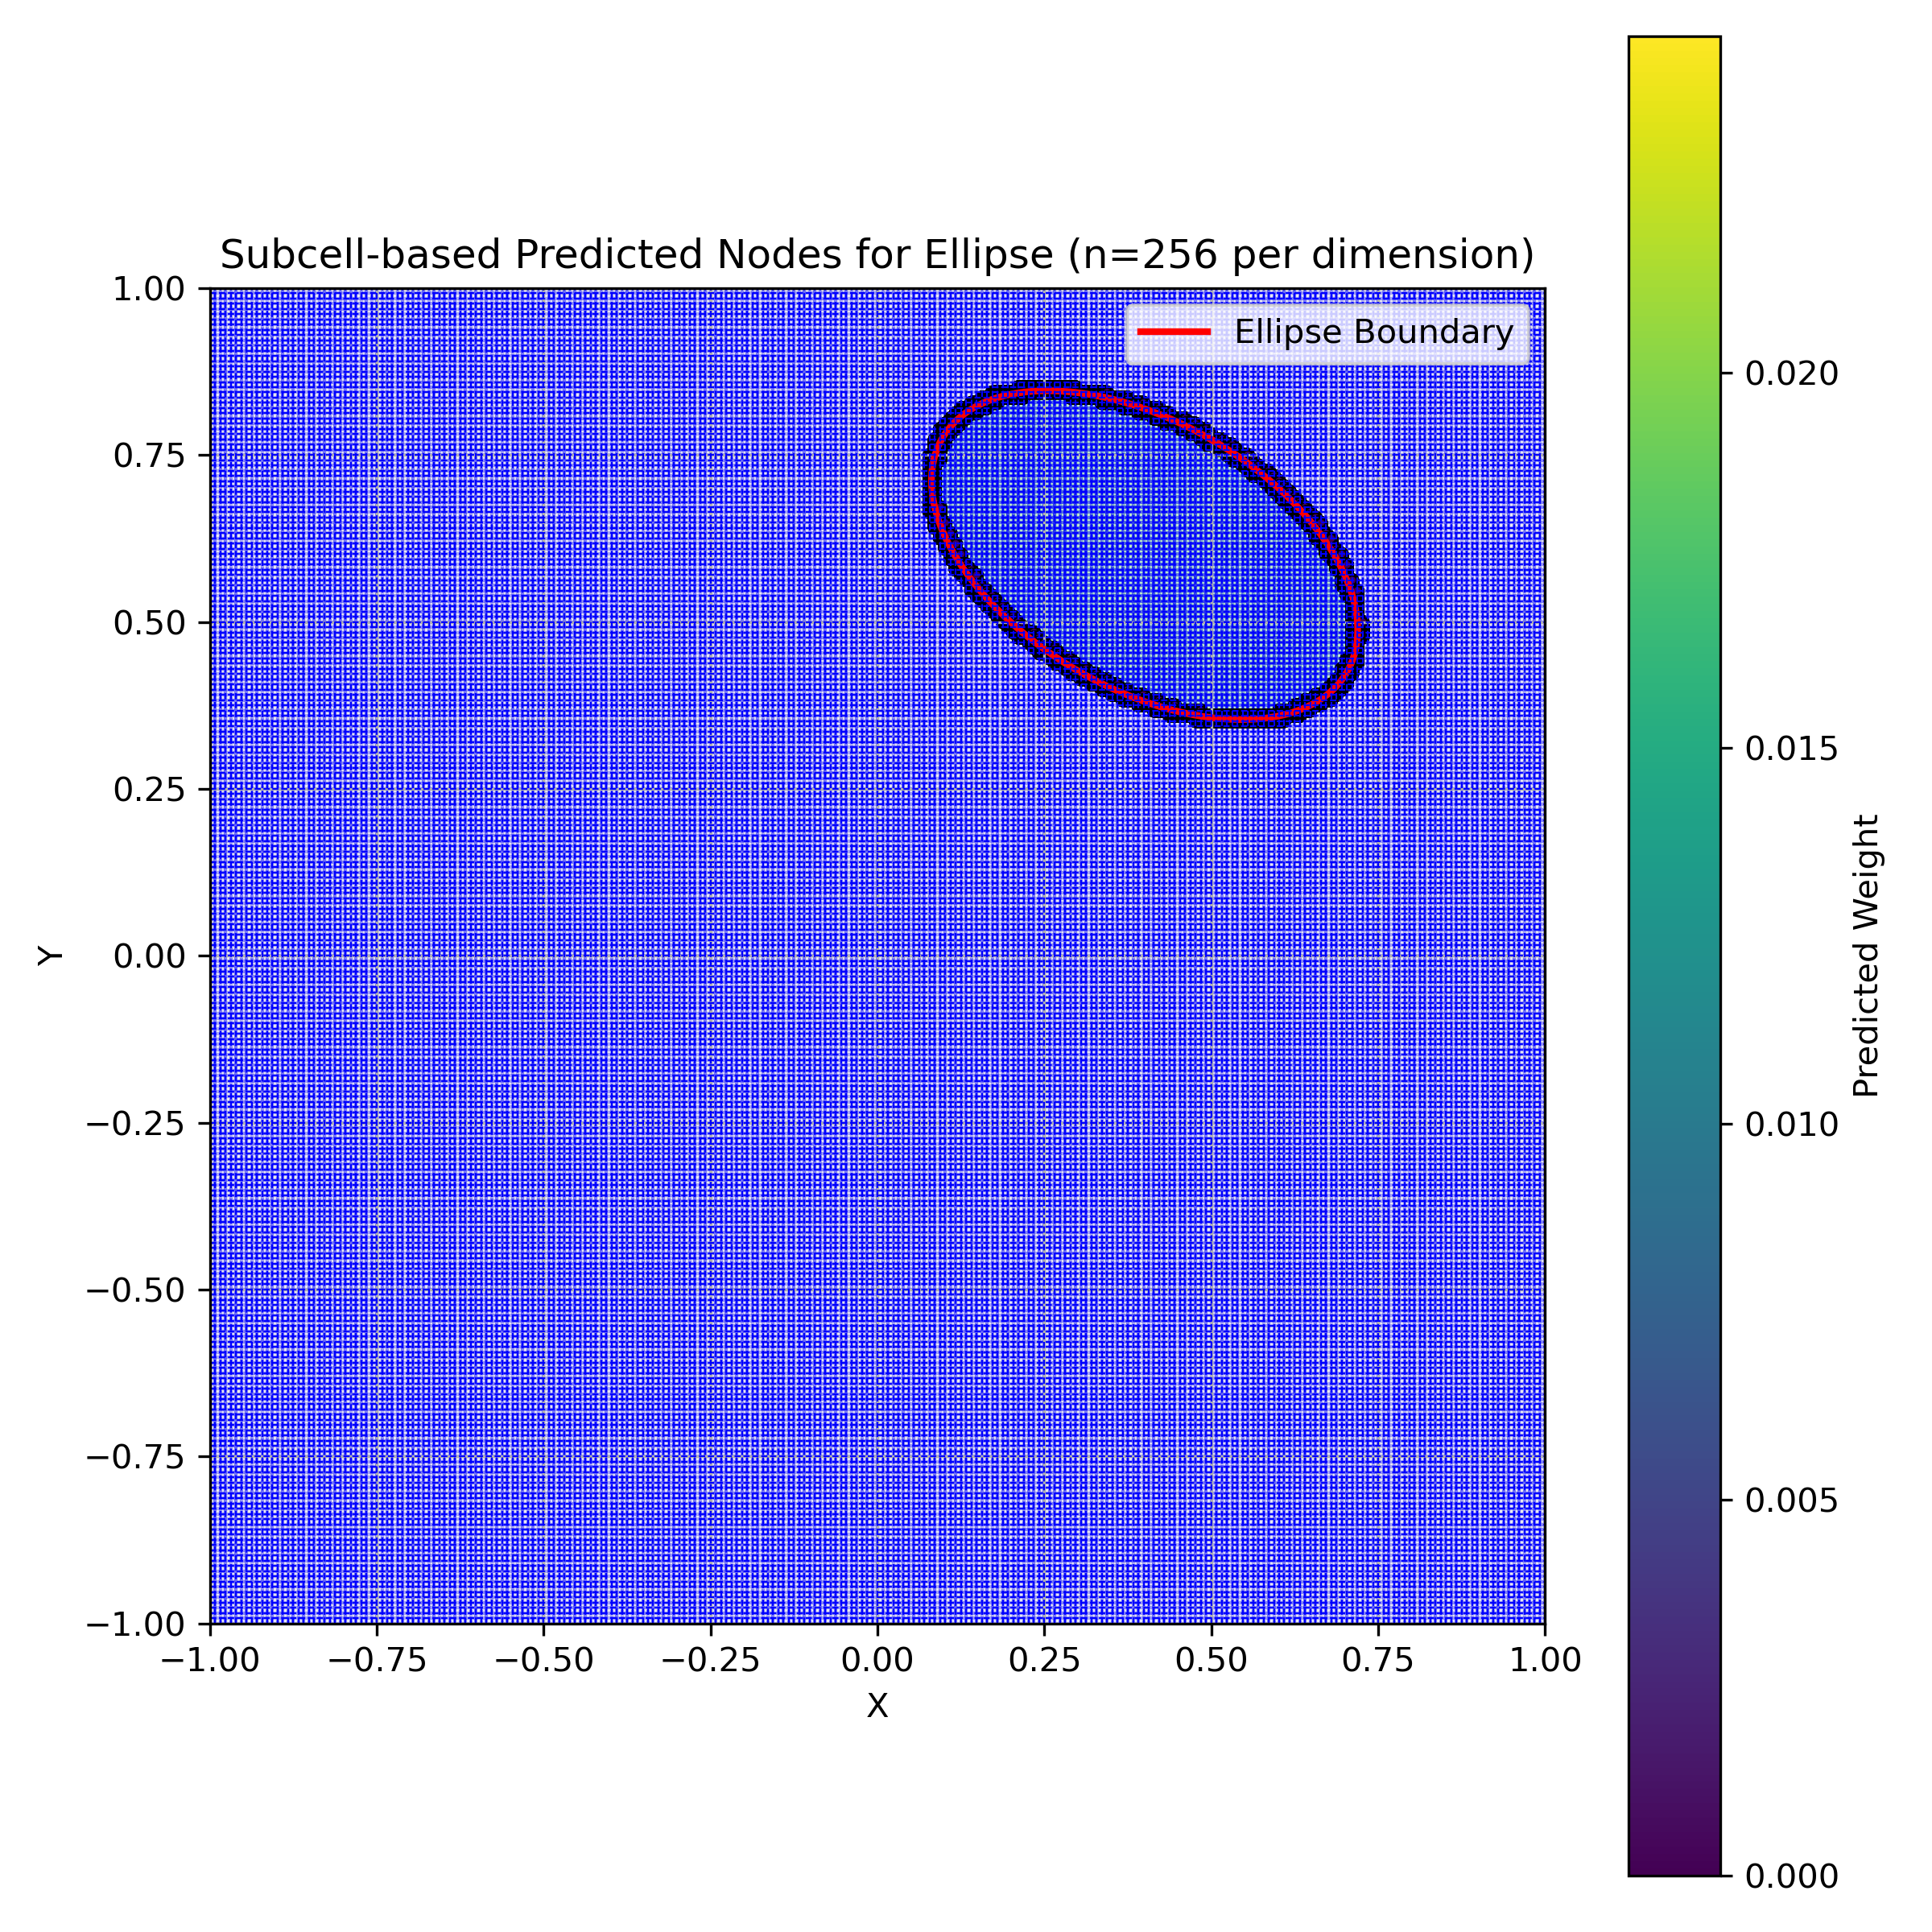 Subcell-based Predicted Nodes for Ellipse (n=256 per dimension)
Ellipse Boundary
1.00
0.75
0.50
0.25
0.00
−0.25
−0.50
−0.75
−1.00
Y
−1.00 −0.75 −0.50 −0.25 0.00 0.25 0.50 0.75 1.00
X
0.020
0.015
0.010
0.005
0.000
Predicted Weight